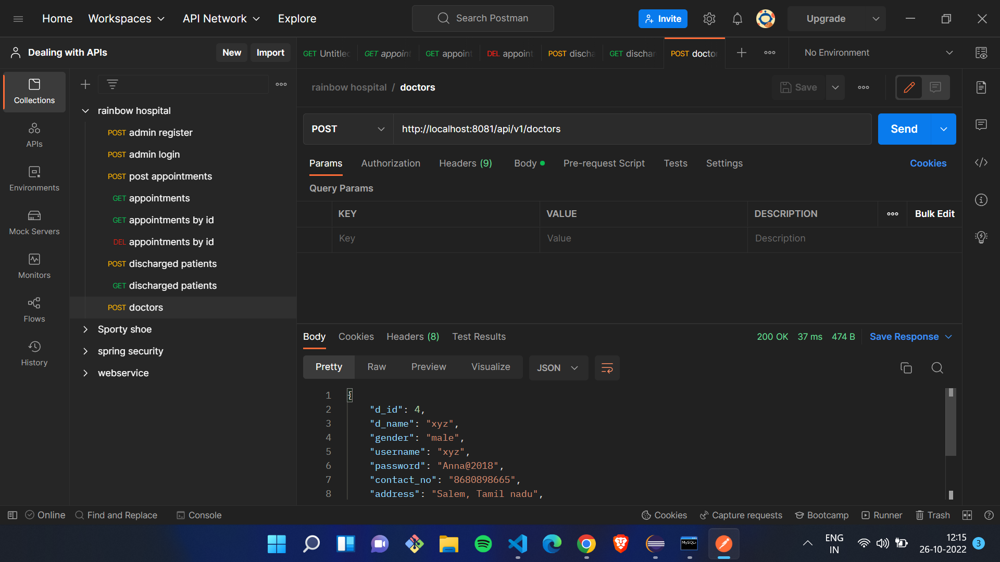 Home Workspaces API Network Explore Search Postman Invite Upgrade
Dealing with APIs New Import
GET Untitled GET appoint GET appoint DEL appoint POST discha GET dischar POST docto No Environment
rainbow hospital / doctors Save
POST http://localhost:8081/api/v1/doctors Send
Params Authorization Headers (9) Body Pre-request Script Tests Settings Cookies
Query Params
KEY VALUE DESCRIPTION Bulk Edit
Key Value Description
Collections
APIs
Environments
Mock Servers
Monitors
Flows
History
rainbow hospital
POST admin register
POST admin login
POST post appointments
GET appointments
GET appointments by id
DEL appointments by id
POST discharged patients
GET discharged patients
POST doctors
Sporty shoe
spring security
webservice
Body Cookies Headers (8) Test Results 200 OK 37 ms 474 B Save Response
Pretty Raw Preview Visualize JSON
1 {
2 "d_id": 4,
3 "d_name": "xyz",
4 "gender": "male",
5 "username": "xyz",
6 "password": "Anna@2018",
7 "contact_no": "8680898665",
8 "address": "Salem, Tamil nadu",
Online Find and Replace Console Cookies Capture requests Bootcamp Runner Trash
MySQL
ENG
IN
12:15
26-10-2022
3